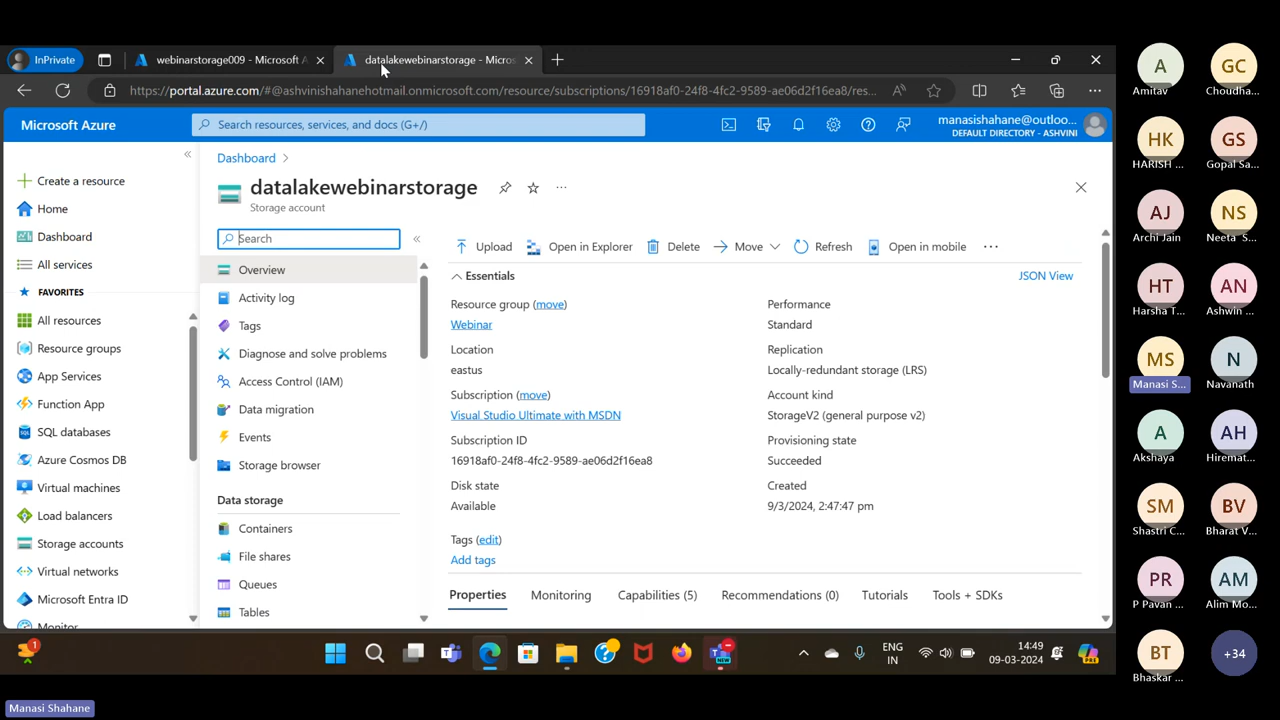 InPrivate
webinarstorage009 - Microsoft A
datalakewebinarstorage - Micros
https://portal.azure.com/#@ashvinishahanehotmail.onmicrosoft.com/resource/subscriptions/16918af0-24f8-4fc2-9589-ae06d2f16ea8/res...
Microsoft Azure
Search resources, services, and docs (G+/)
manasishahane@outloo...
DEFAULT DIRECTORY - ASHVINI
Create a resource
Home
Dashboard
All services
FAVORITES
All resources
Resource groups
App Services
Function App
SQL databases
Azure Cosmos DB
Virtual machines
Load balancers
Storage accounts
Virtual networks
Microsoft Entra ID
Monitor
Dashboard
datalakewebinarstorage
Storage account
Search
Overview
Activity log
Tags
Diagnose and solve problems
Access Control (IAM)
Data migration
Events
Storage browser
Data storage
Containers
File shares
Queues
Tables
Upload
Open in Explorer
Delete
Move
Refresh
Open in mobile
Essentials
JSON View
Resource group (move)
Webinar
Location
eastus
Subscription (move)
Visual Studio Ultimate with MSDN
Subscription ID
16918af0-24f8-4fc2-9589-ae06d2f16ea8
Disk state
Available
Tags (edit)
Add tags
Performance
Standard
Replication
Locally-redundant storage (LRS)
Account kind
StorageV2 (general purpose v2)
Provisioning state
Succeeded
Created
9/3/2024, 2:47:47 pm
Properties
Monitoring
Capabilities (5)
Recommendations (0)
Tutorials
Tools + SDKs
1
NEW
ENG
IN
14:49
09-03-2024
PRE
A
Amitav
GC
Choudha...
HK
HARISH ...
GS
Gopal Sa...
AJ
Archi Jain
NS
Neeta S...
HT
Harsha T...
AN
Ashwin ...
MS
Manasi S...
N
Navanath
A
Akshaya
AH
Hiremat...
SM
Shastri C...
BV
Bharat V...
PR
P Pavan ...
AM
Alim Mo...
BT
Bhaskar ...
+34
Manasi Shahane